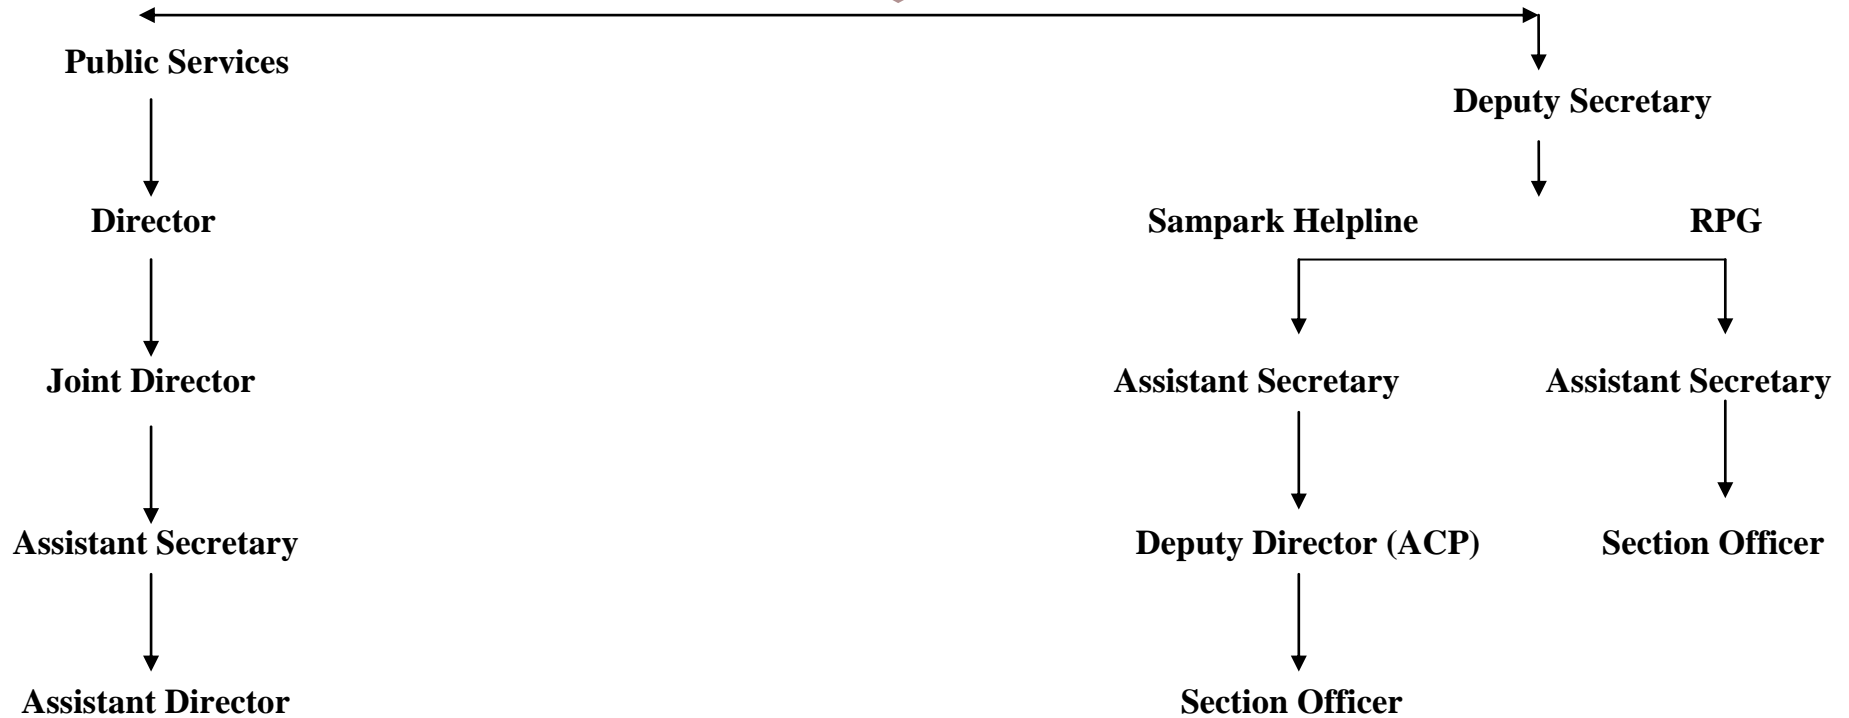 Public Services
Deputy Secretary
Director
Sampark Helpline
RPG
Joint Director
Assistant Secretary
Assistant Secretary
Assistant Secretary
Deputy Director (ACP)
Section Officer
Assistant Director
Section Officer